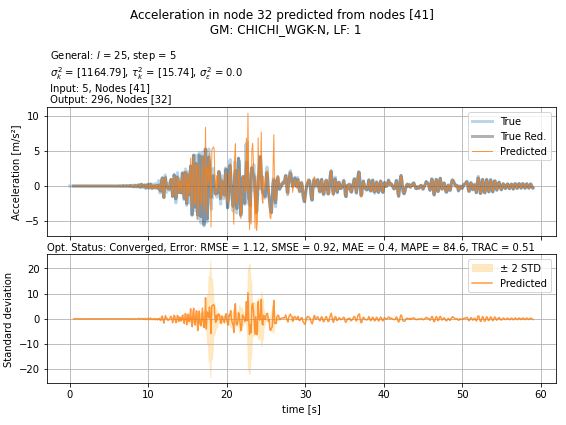 Acceleration in node 32 predicted from nodes [41]
GM: CHICHI_WGK-N, LF: 1
General: l = 25, step = 5
σ²ₖ = [1164.79], τ²ₖ = [15.74], σ²ε = 0.0
Input: 5, Nodes [41]
Output: 296, Nodes [32]
Acceleration [m/s²]
10
5
0
−5
True
True Red.
Predicted
Opt. Status: Converged, Error: RMSE = 1.12, SMSE = 0.92, MAE = 0.4, MAPE = 84.6, TRAC = 0.51
Standard deviation
20
10
0
−10
−20
± 2 STD
Predicted
0 10 20 30 40 50 60
time [s]